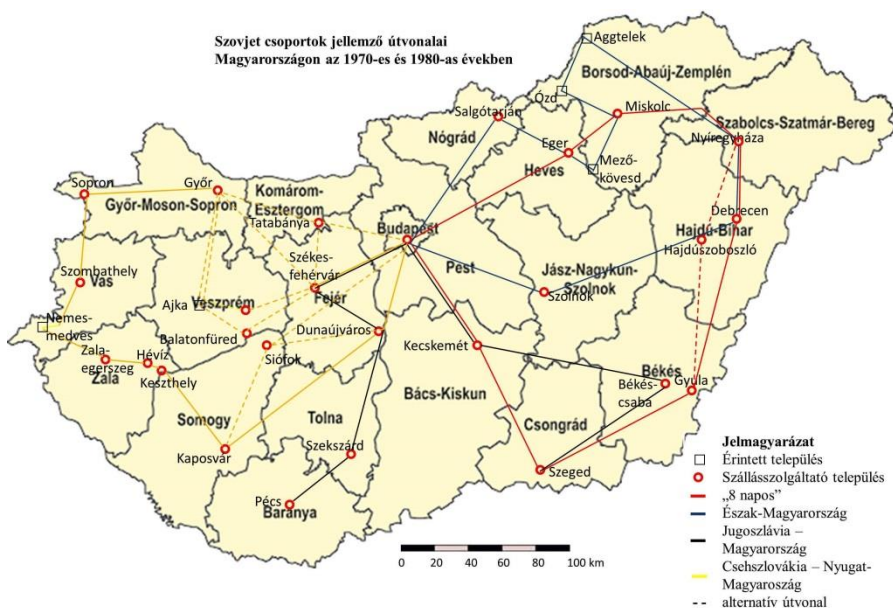 Szovjet csoportok jellemző útvonalai
Magyarországon az 1970-es és 1980-as években
Aggtelek
Borsod-Abaúj-Zemplén
Ózd
Miskolc
Salgótarján
Szabolcs-Szatmár-Bereg
Nógrád
Nyíregyháza
Eger
Heves
Mező-
kövesd
Sopron
Győr
Komárom-
Esztergom
Győr-Moson-Sopron
Tatabánya
Budapest
Debrecen
Hajdú-Bihar
Hajdúszoboszló
Székes-
fehérvár
Pest
Jász-Nagykun-
Szolnok
Szombathely
Vas
Fejér
Szolnok
Ajka
Veszprém
Nemes-
medves
Balatonfüred
Dunaújváros
Siófok
Kecskemét
Zala-
egerszeg
Hévíz
Zala
Keszthely
Békés
Békés-
csaba
Gyula
Bács-Kiskun
Somogy
Tolna
Csongrád
Kaposvár
Szekszárd
Szeged
Pécs
Baranya
Jelmagyarázat
Érintett település
Szállásszolgáltató település
„8 napos”
Észak-Magyarország
Jugoszlávia –
Magyarország
Csehszlovákia – Nyugat-
Magyaroszág
alternatív útvonal
0 20 40 60 80 100 km